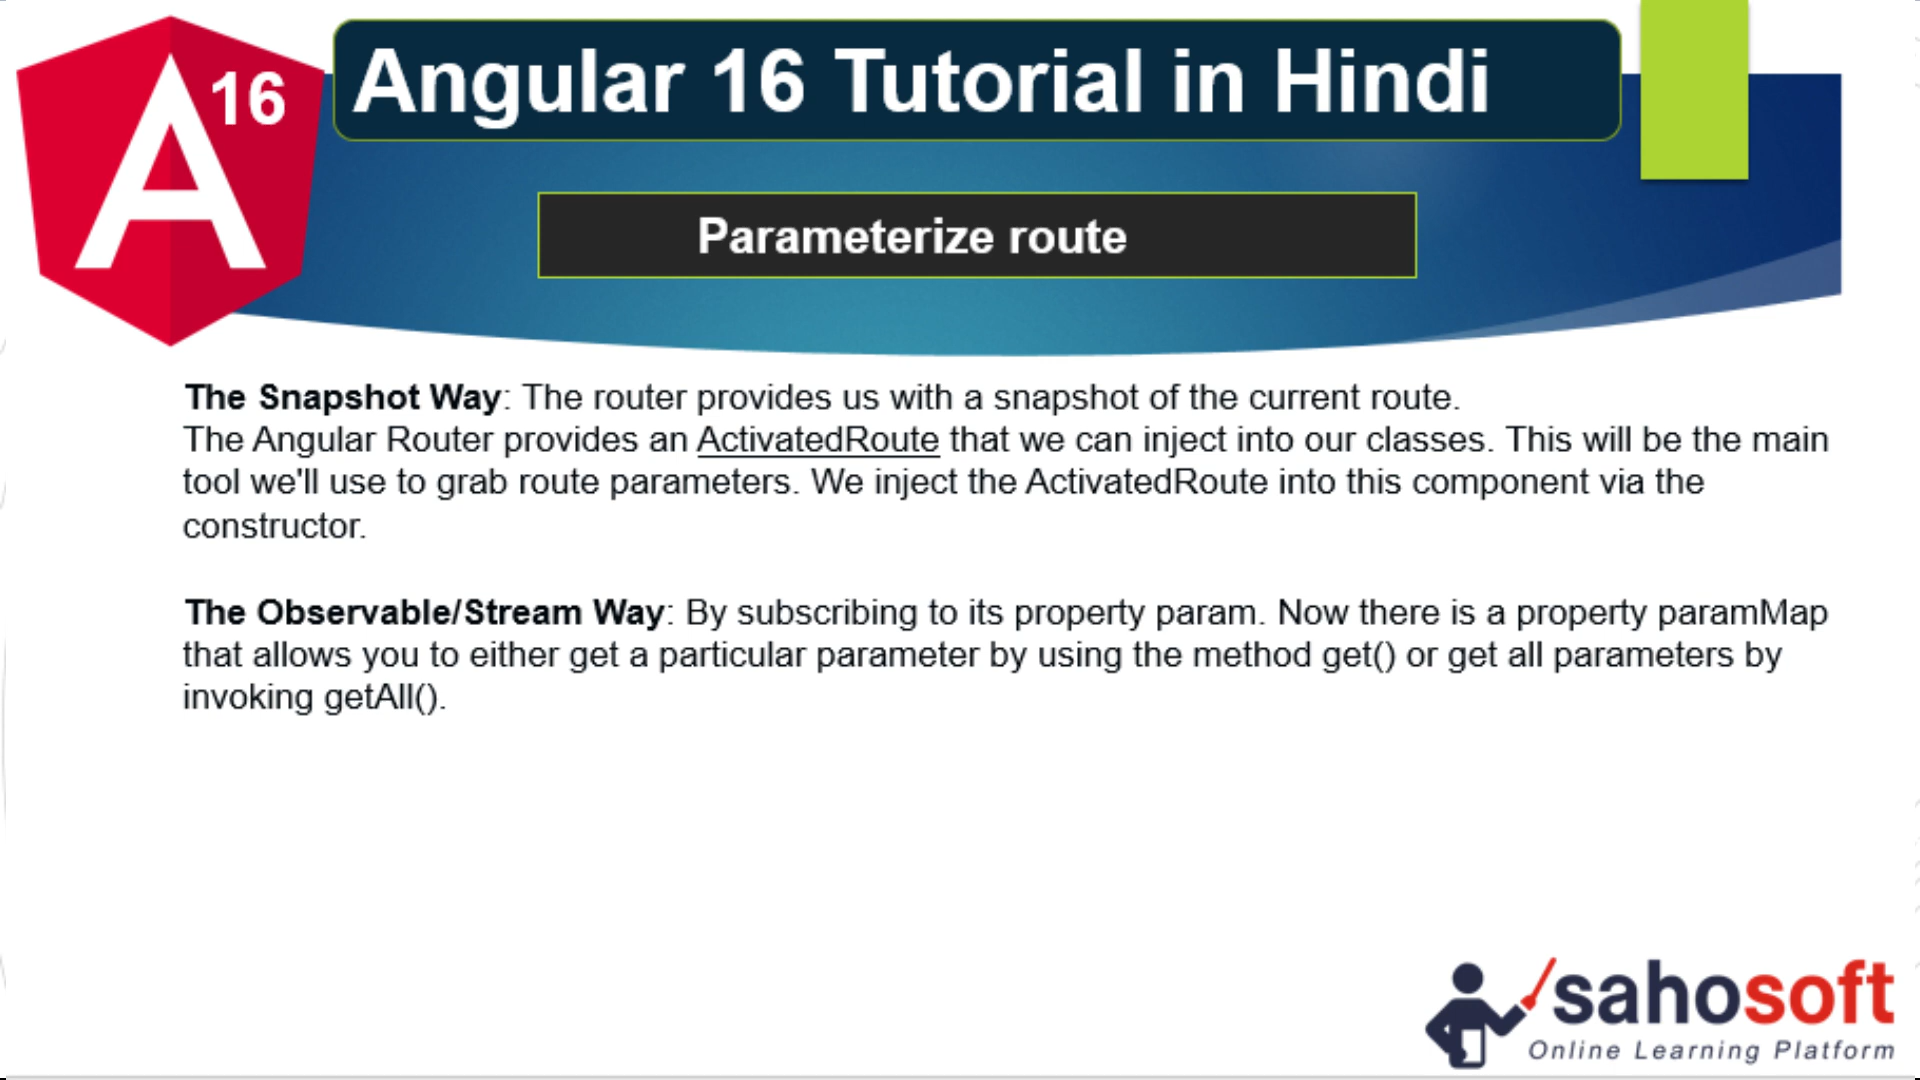 16
Angular 16 Tutorial in Hindi
Parameterize route
The Snapshot Way: The router provides us with a snapshot of the current route.
The Angular Router provides an ActivatedRoute that we can inject into our classes. This will be the main
tool we'll use to grab route parameters. We inject the ActivatedRoute into this component via the
constructor.
The Observable/Stream Way: By subscribing to its property param. Now there is a property paramMap
that allows you to either get a particular parameter by using the method get() or get all parameters by
invoking getAll().
sahosoft
Online Learning Platform